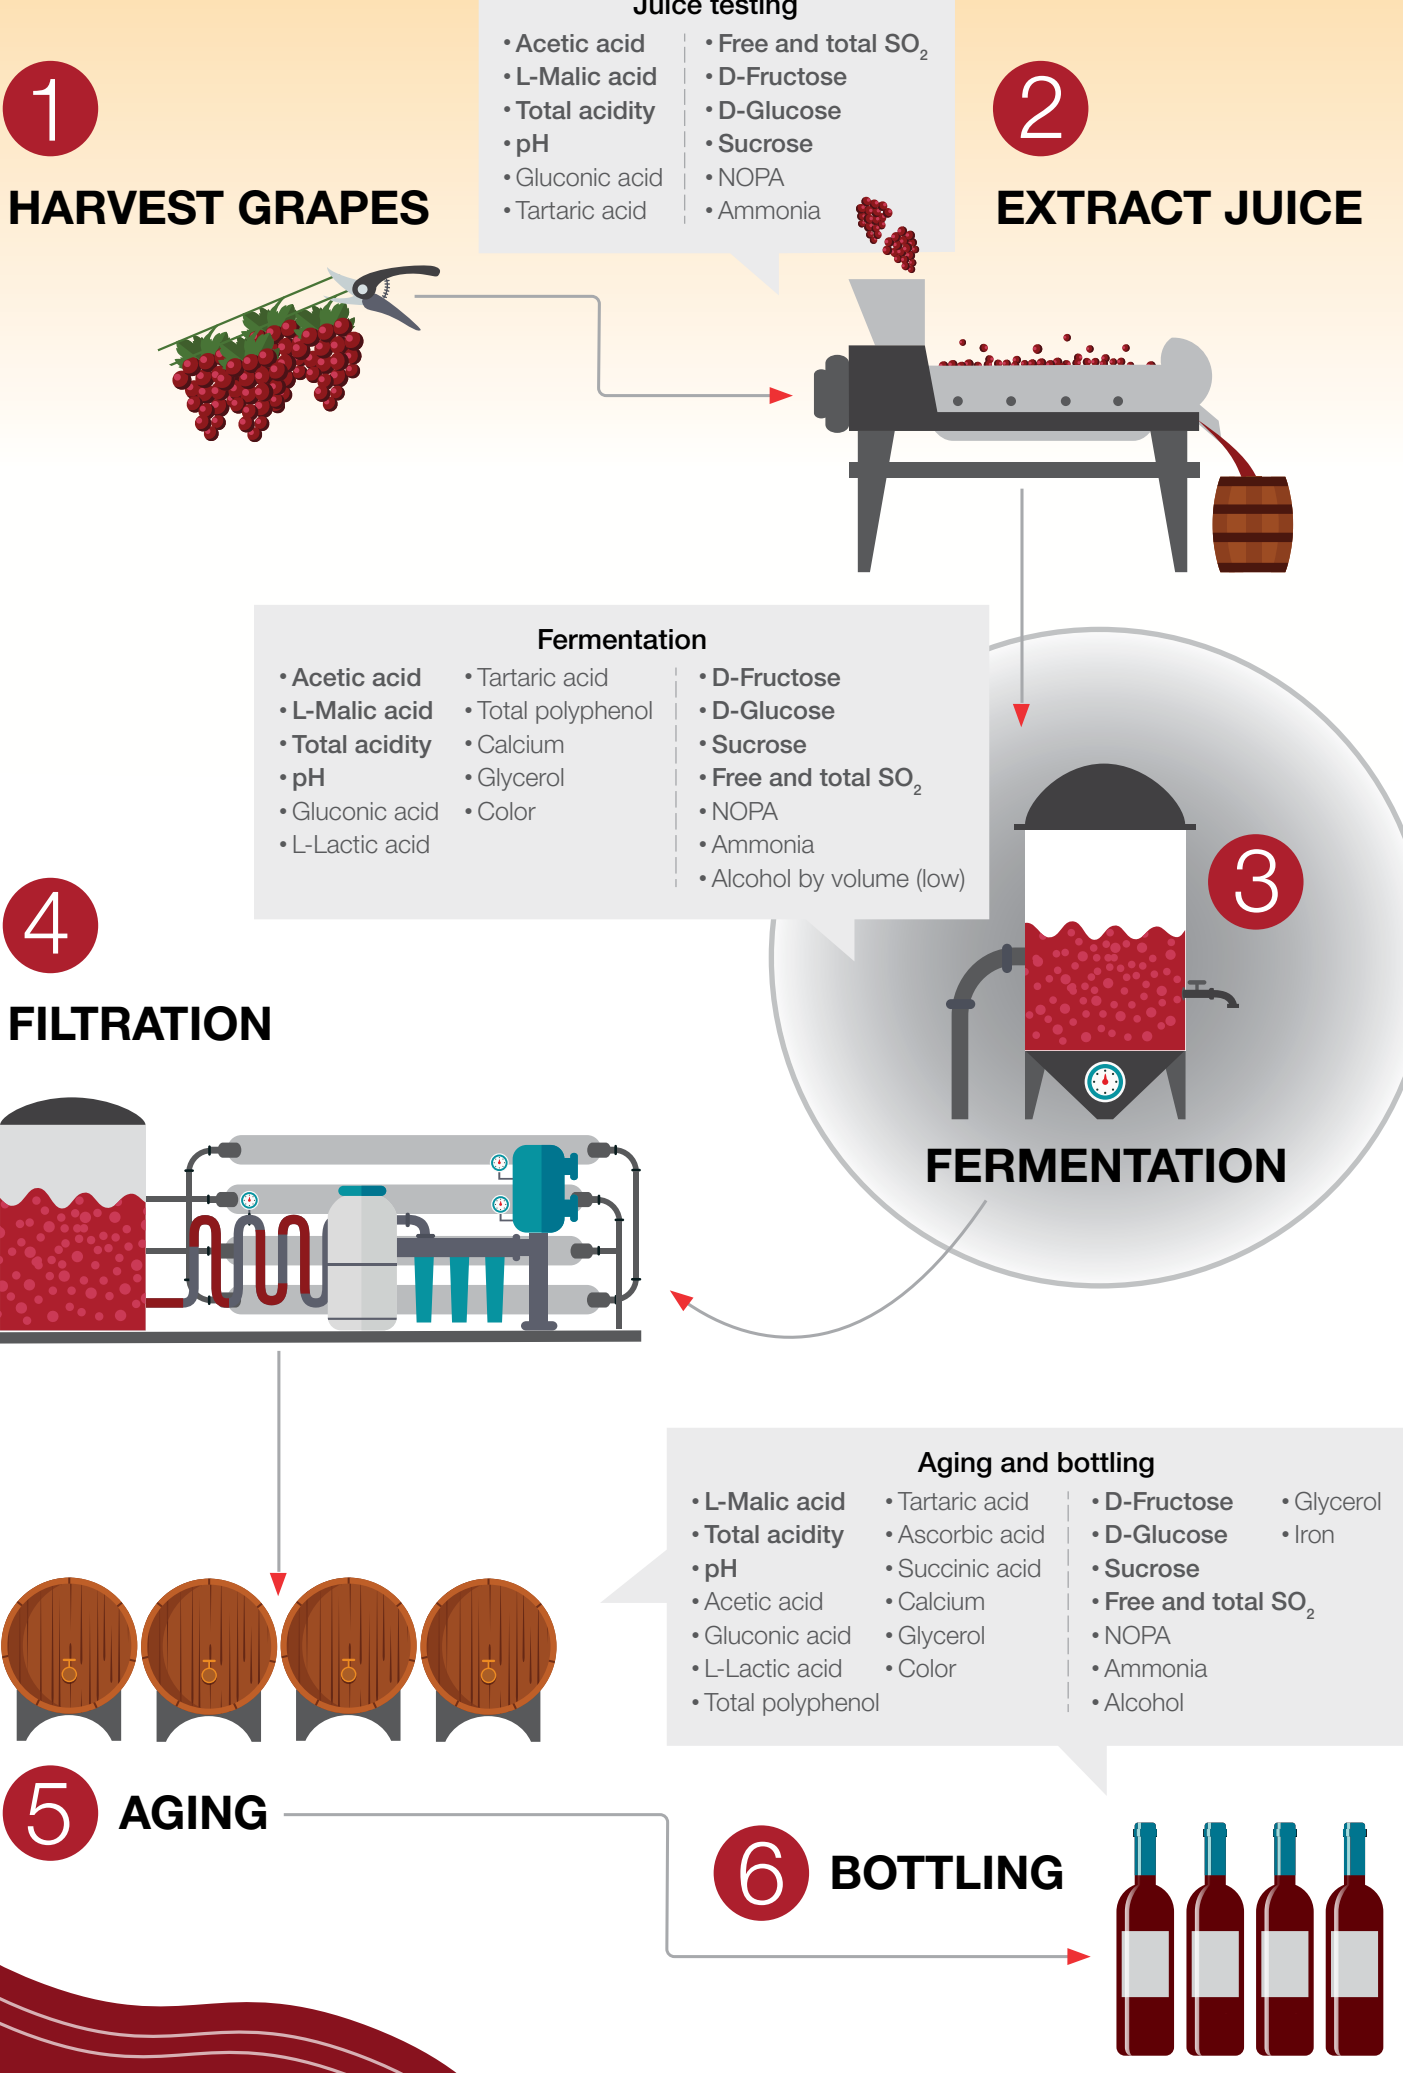 Juice testing
• Acetic acid
• L-Malic acid
• Total acidity
• pH
• Gluconic acid
• Tartaric acid
• Free and total SO₂
• D-Fructose
• D-Glucose
• Sucrose
• NOPA
• Ammonia
1
HARVEST GRAPES
2
EXTRACT JUICE
Fermentation
• Acetic acid
• L-Malic acid
• Total acidity
• pH
• Gluconic acid
• L-Lactic acid
• Tartaric acid
• Total polyphenol
• Calcium
• Glycerol
• Color
• D-Fructose
• D-Glucose
• Sucrose
• Free and total SO₂
• NOPA
• Ammonia
• Alcohol by volume (low)
3
FERMENTATION
4
FILTRATION
Aging and bottling
• L-Malic acid
• Total acidity
• pH
• Acetic acid
• Gluconic acid
• L-Lactic acid
• Total polyphenol
• Tartaric acid
• Ascorbic acid
• Succinic acid
• Calcium
• Glycerol
• Color
• D-Fructose
• D-Glucose
• Sucrose
• Free and total SO₂
• NOPA
• Ammonia
• Alcohol
• Glycerol
• Iron
5
AGING
6
BOTTLING